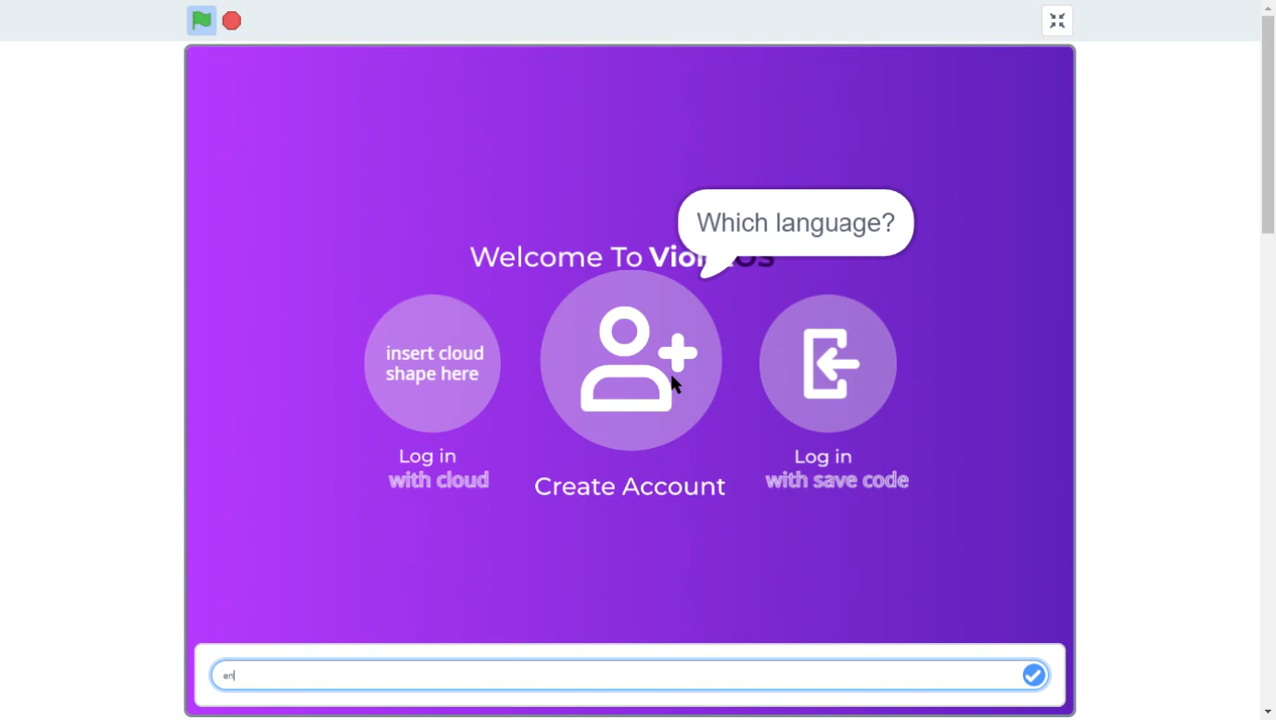 Which language?
Welcome To
insert cloud
shape here
Log in
with cloud
Create Account
Log in
with save code
en